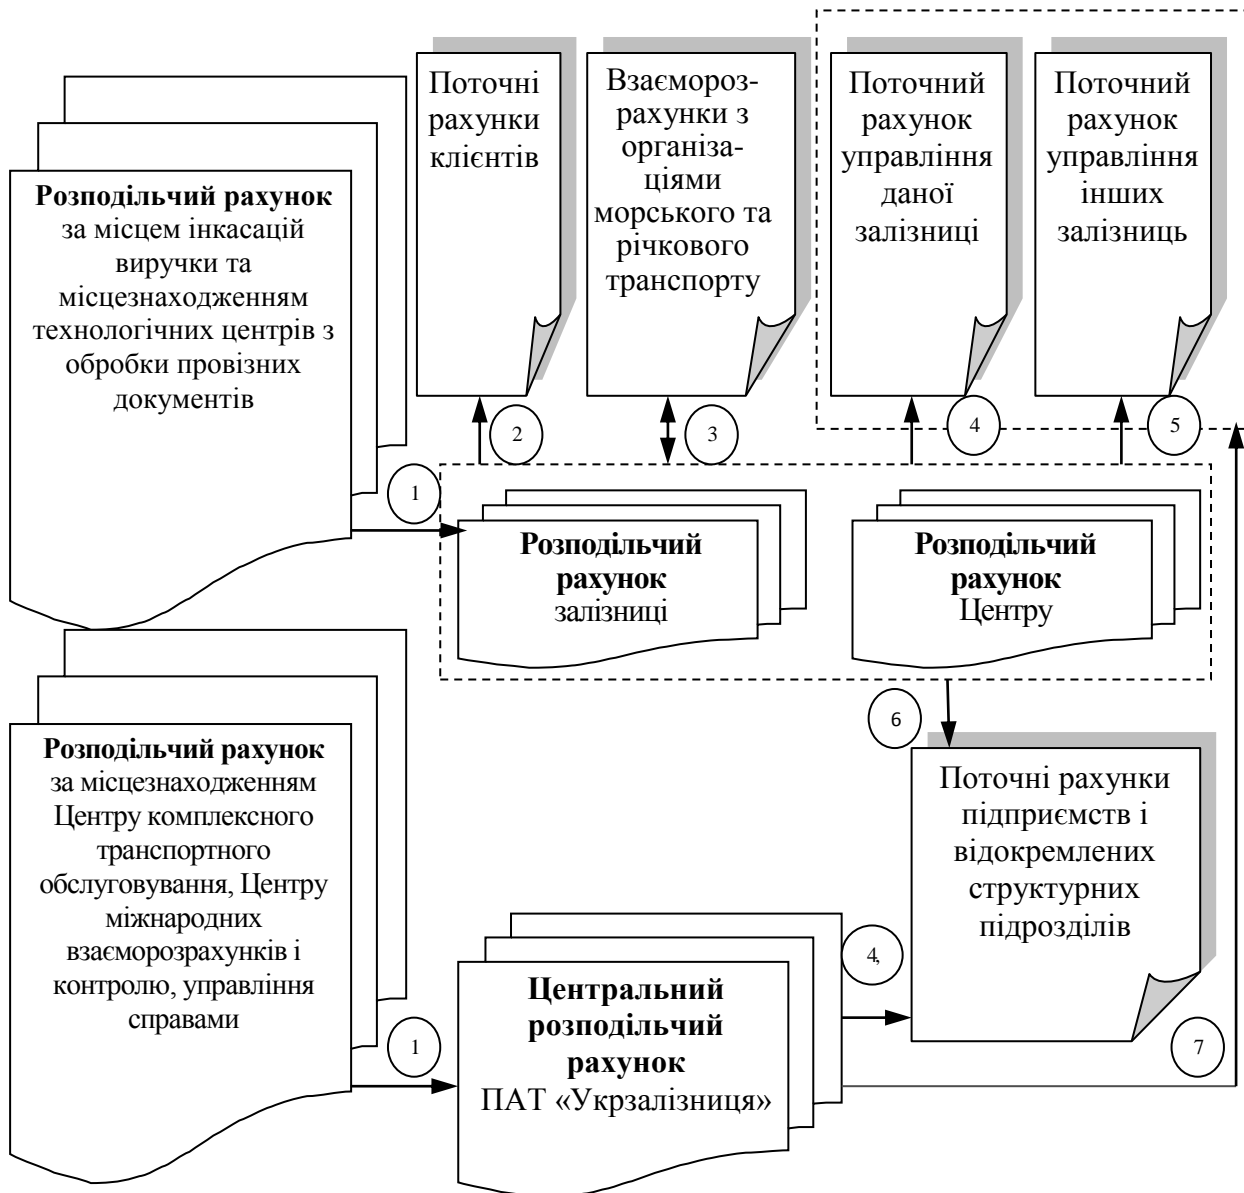 Розподільчий рахунок
за місцем інкасацій
виручки та
місцезнаходженням
технологічних центрів з
обробки провізних
документів
Поточні
рахунки
клієнтів
Взаємороз-
рахунки з
організа-
ціями
морського та
річкового
транспорту
Поточний
рахунок
управління
даної
залізниці
Поточний
рахунок
управління
інших
залізниць
2
3
4
5
1
Розподільчий
рахунок
залізниці
Розподільчий
рахунок
Центру
6
Розподільчий рахунок
за місцезнаходженням
Центру комплексного
транспортного
обслуговування, Центру
міжнародних
взаєморозрахунків і
контролю, управління
справами
Поточні рахунки
підприємств і
відокремлених
структурних
підрозділів
4,
1
7
Центральний
розподільчий
рахунок
ПАТ «Укрзалізниця»